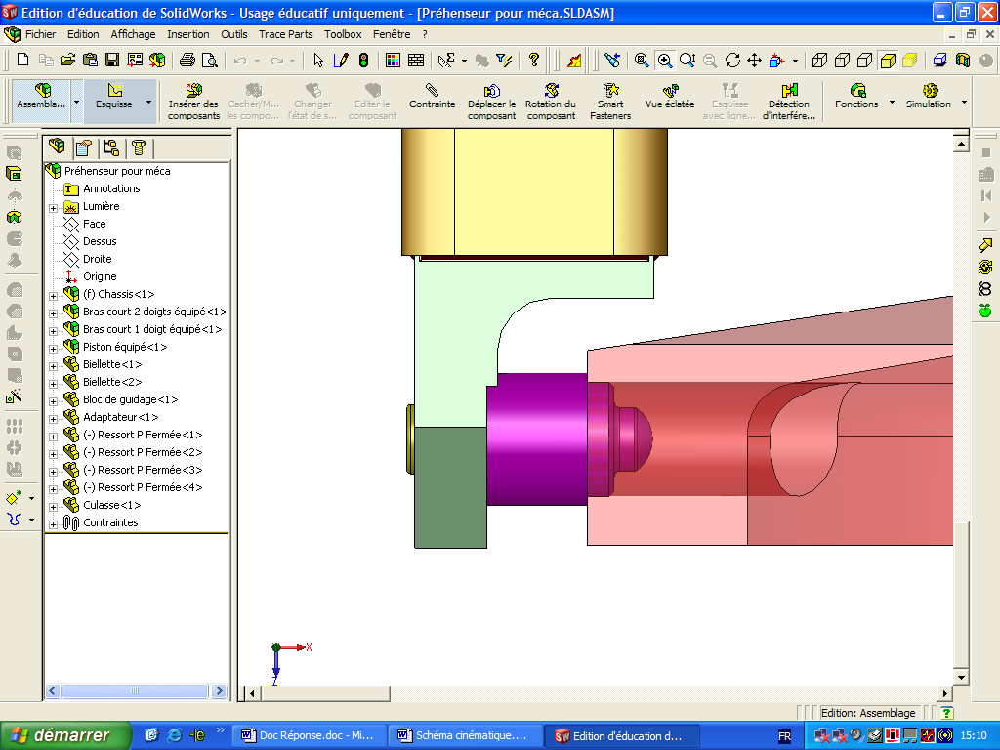 Edition d'éducation de SolidWorks - Usage éducatif uniquement - [Préhenseur pour méca.SLDASM]
Fichier Edition Affichage Insertion Outils Trace Parts Toolbox Fenêtre ?
Assembla... Esquisse Insérer des composants Cacher/M... les compo... Changer l'état de s... Editer le composant Contrainte Déplacer le composant Rotation du composant Smart Fasteners Vue éclatée Esquisse avec ligne... Détection d'interfére... Fonctions Simulation
Préhenseur pour méca
Annotations
Lumière
Face
Dessus
Droite
Origine
(f) Chassis<1>
Bras court 2 doigts équipé<1>
Bras court 1 doigt équipé<1>
Piston équipé<1>
Biellette<1>
Biellette<2>
Bloc de guidage<1>
Adaptateur<1>
(-) Ressort P Fermée<1>
(-) Ressort P Fermée<2>
(-) Ressort P Fermée<3>
(-) Ressort P Fermée<4>
Culasse<1>
Contraintes
X
Z
Edition: Assemblage
démarrer Doc Réponse.doc - Mi... Schéma cinématique.... Edition d'éducation d... FR 15:10